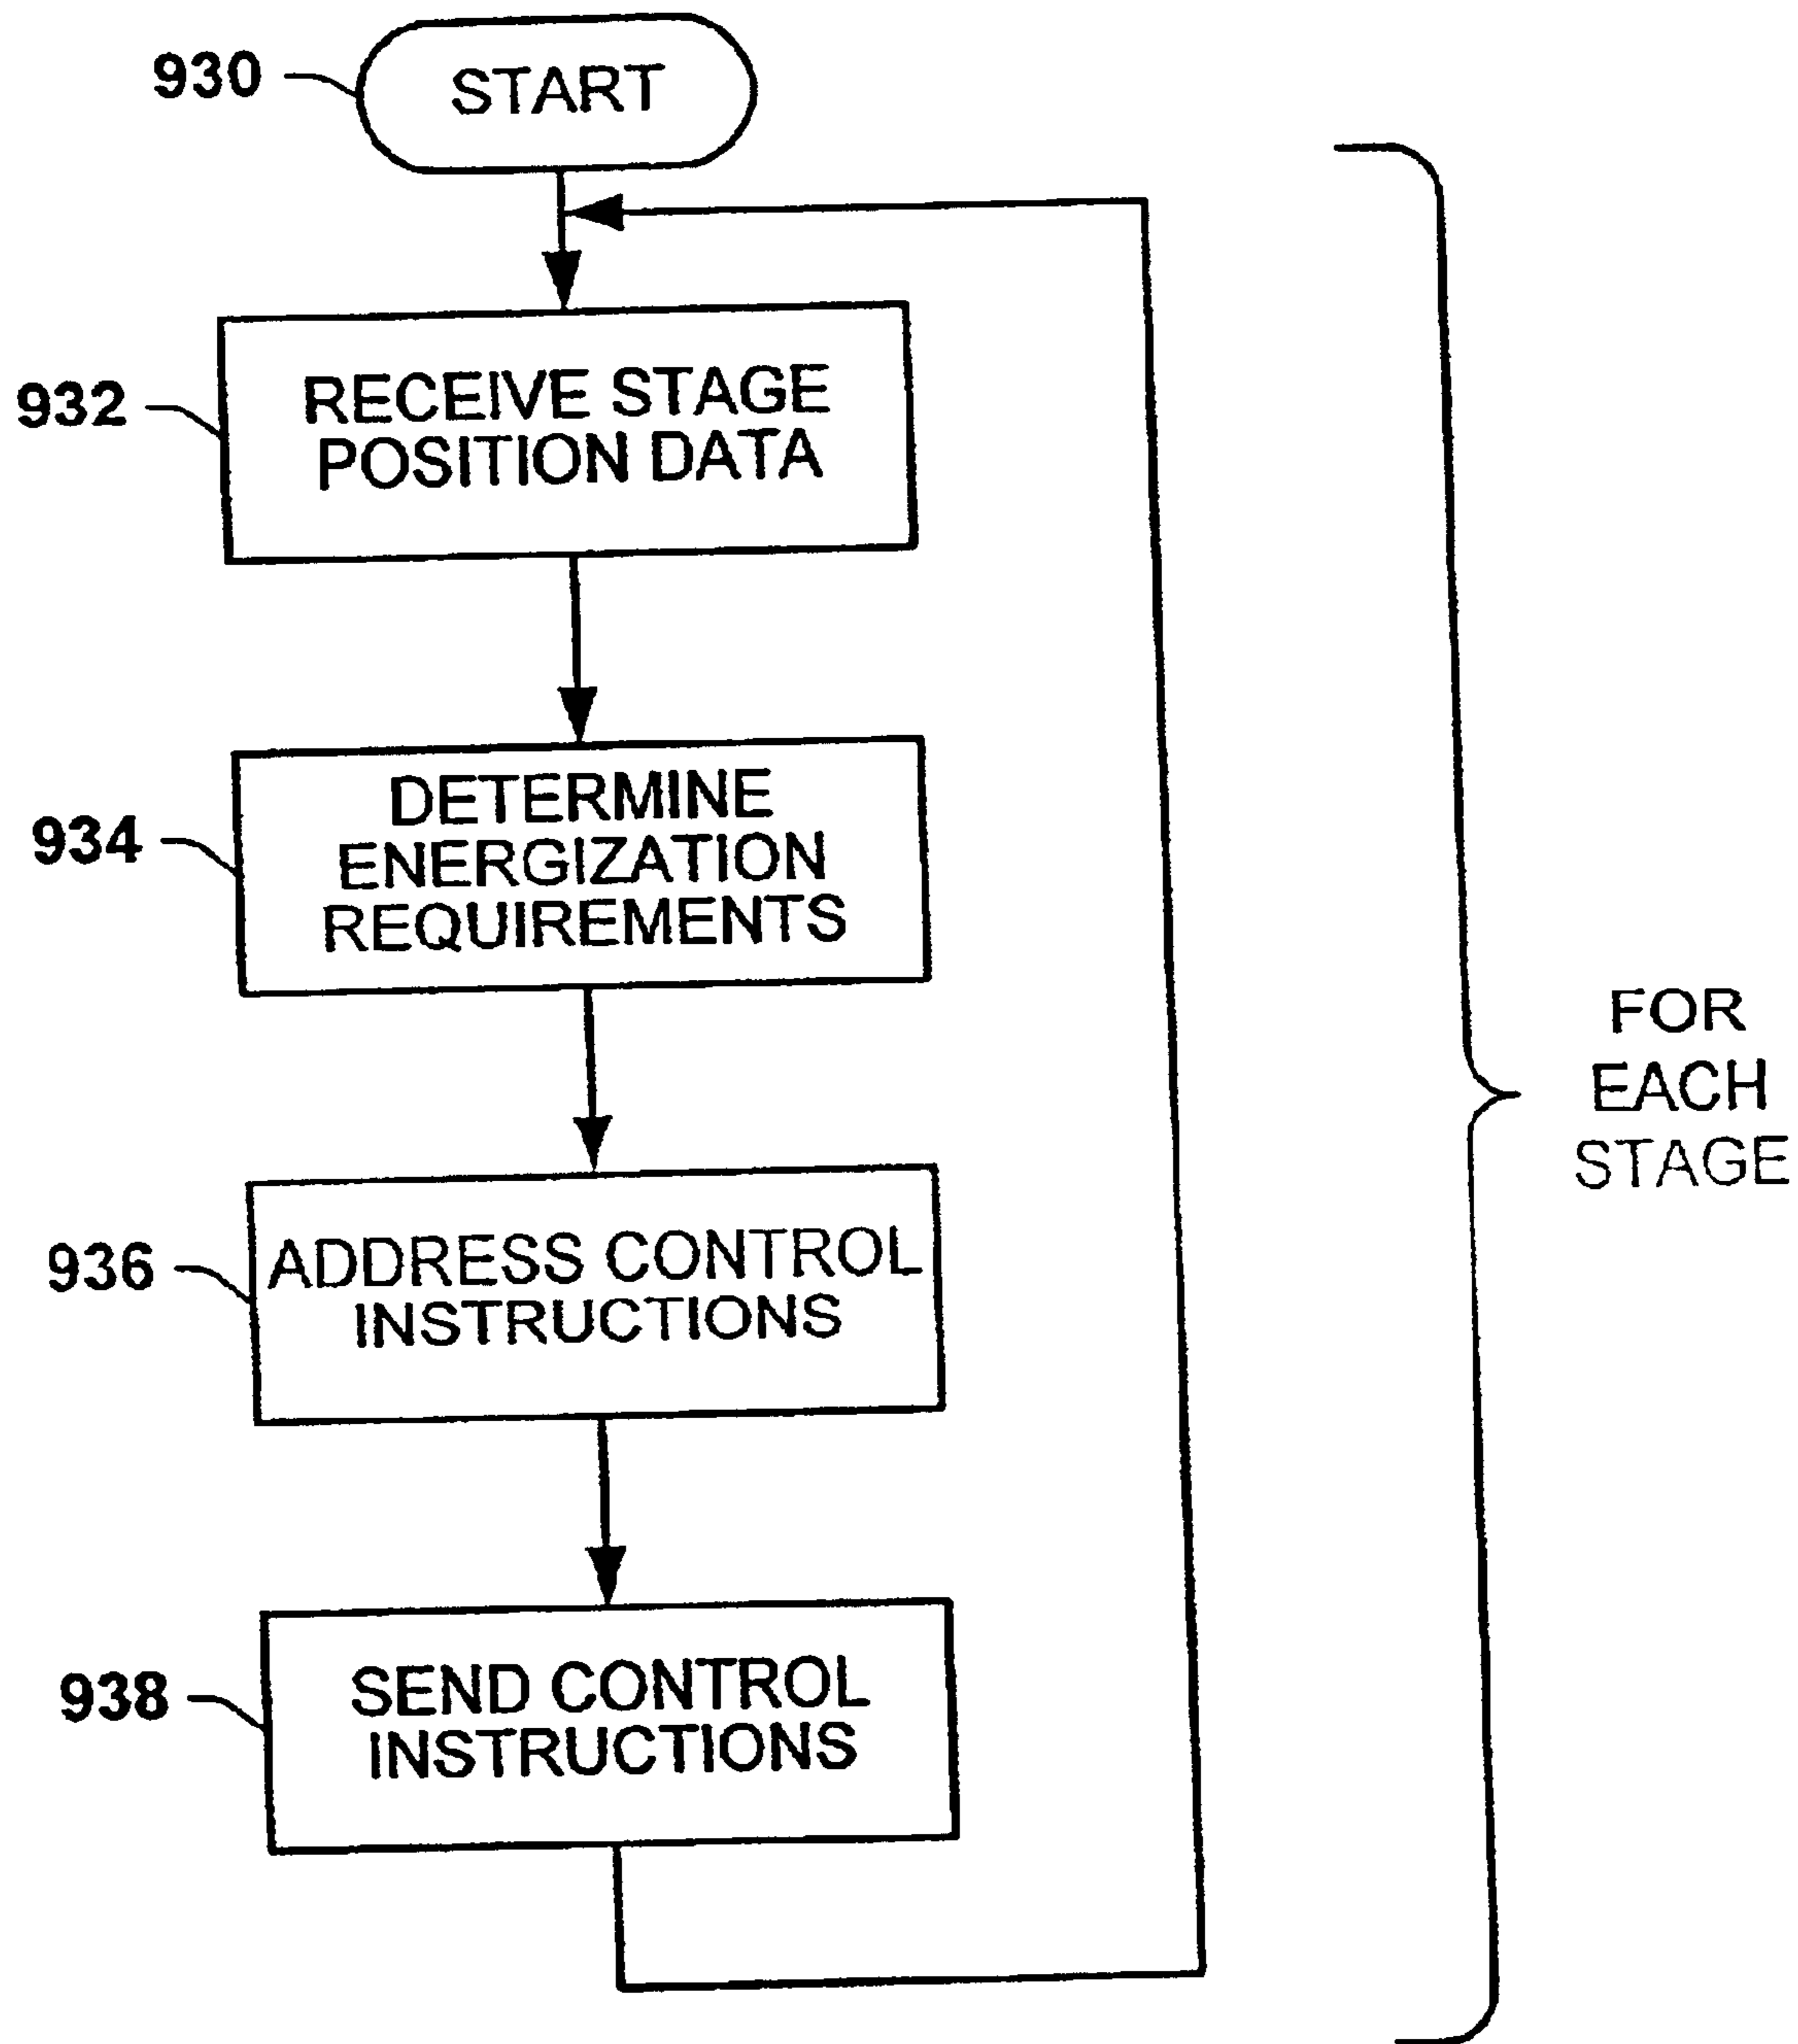 930
START
932
RECEIVE STAGE
POSITION DATA
934
DETERMINE
ENERGIZATION
REQUIREMENTS
936
ADDRESS CONTROL
INSTRUCTIONS
938
SEND CONTROL
INSTRUCTIONS
FOR
EACH
STAGE